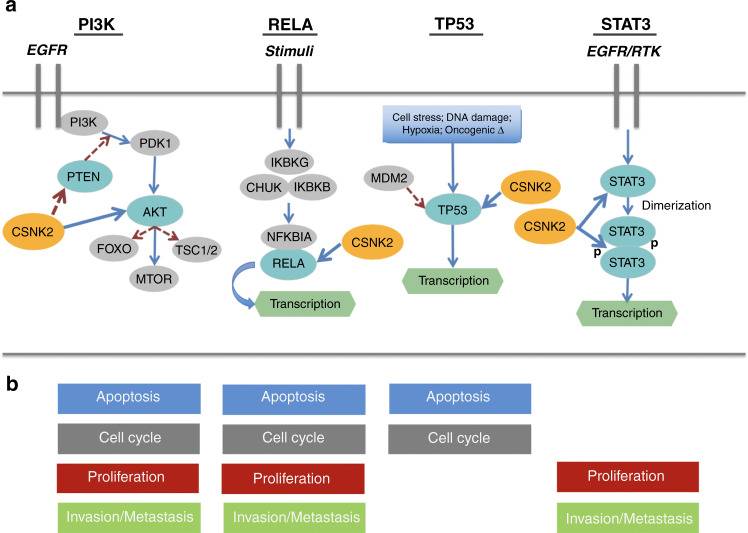 a
PI3K
RELA
TP53
STAT3
EGFR
Stimuli
EGFR/RTK
PI3K
PDK1
PTEN
AKT
CSNK2
FOXO
TSC1/2
MTOR
IKBKG
CHUK
IKBKB
NFKBIA
RELA
CSNK2
Transcription
Cell stress; DNA damage;
Hypoxia; Oncogenic Δ
MDM2
CSNK2
TP53
Transcription
STAT3
Dimerization
CSNK2
STAT3
p
p
STAT3
Transcription
b
Apoptosis
Apoptosis
Apoptosis
Cell cycle
Cell cycle
Cell cycle
Proliferation
Proliferation
Proliferation
Invasion/Metastasis
Invasion/Metastasis
Invasion/Metastasis